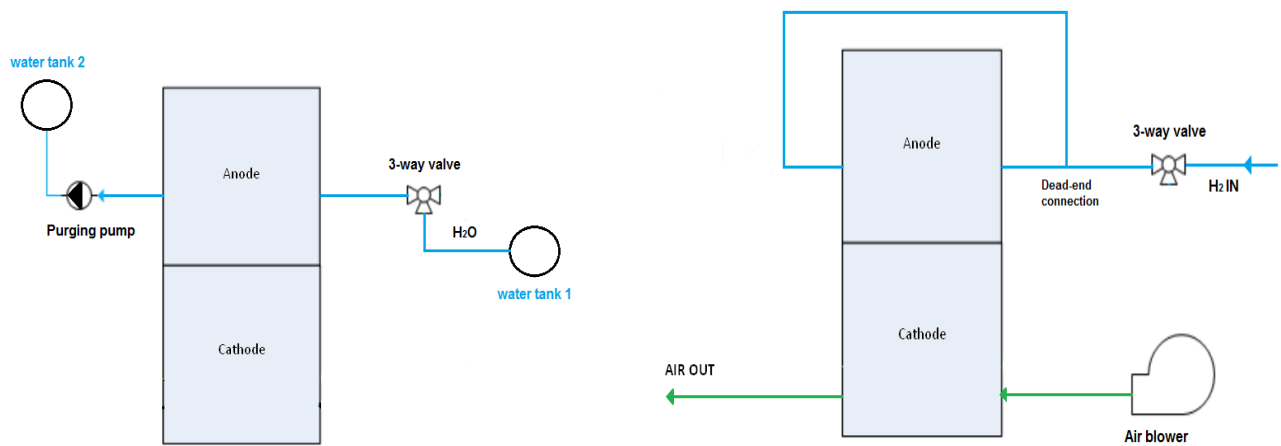 water tank 2
Anode
3-way valve
Purging pump
H2O
water tank 1
Cathode
3-way valve
Anode
Dead-end
connection
H2 IN
Cathode
AIR OUT
Air blower